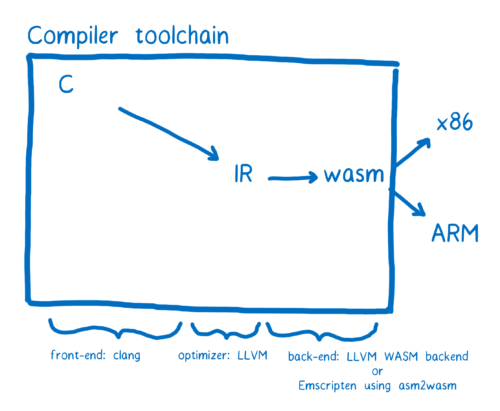 Compiler toolchain
C
x86
IR
wasm
ARM
front-end: clang
optimizer: LLVM
back-end: LLVM WASM backend
or
Emscripten using asm2wasm